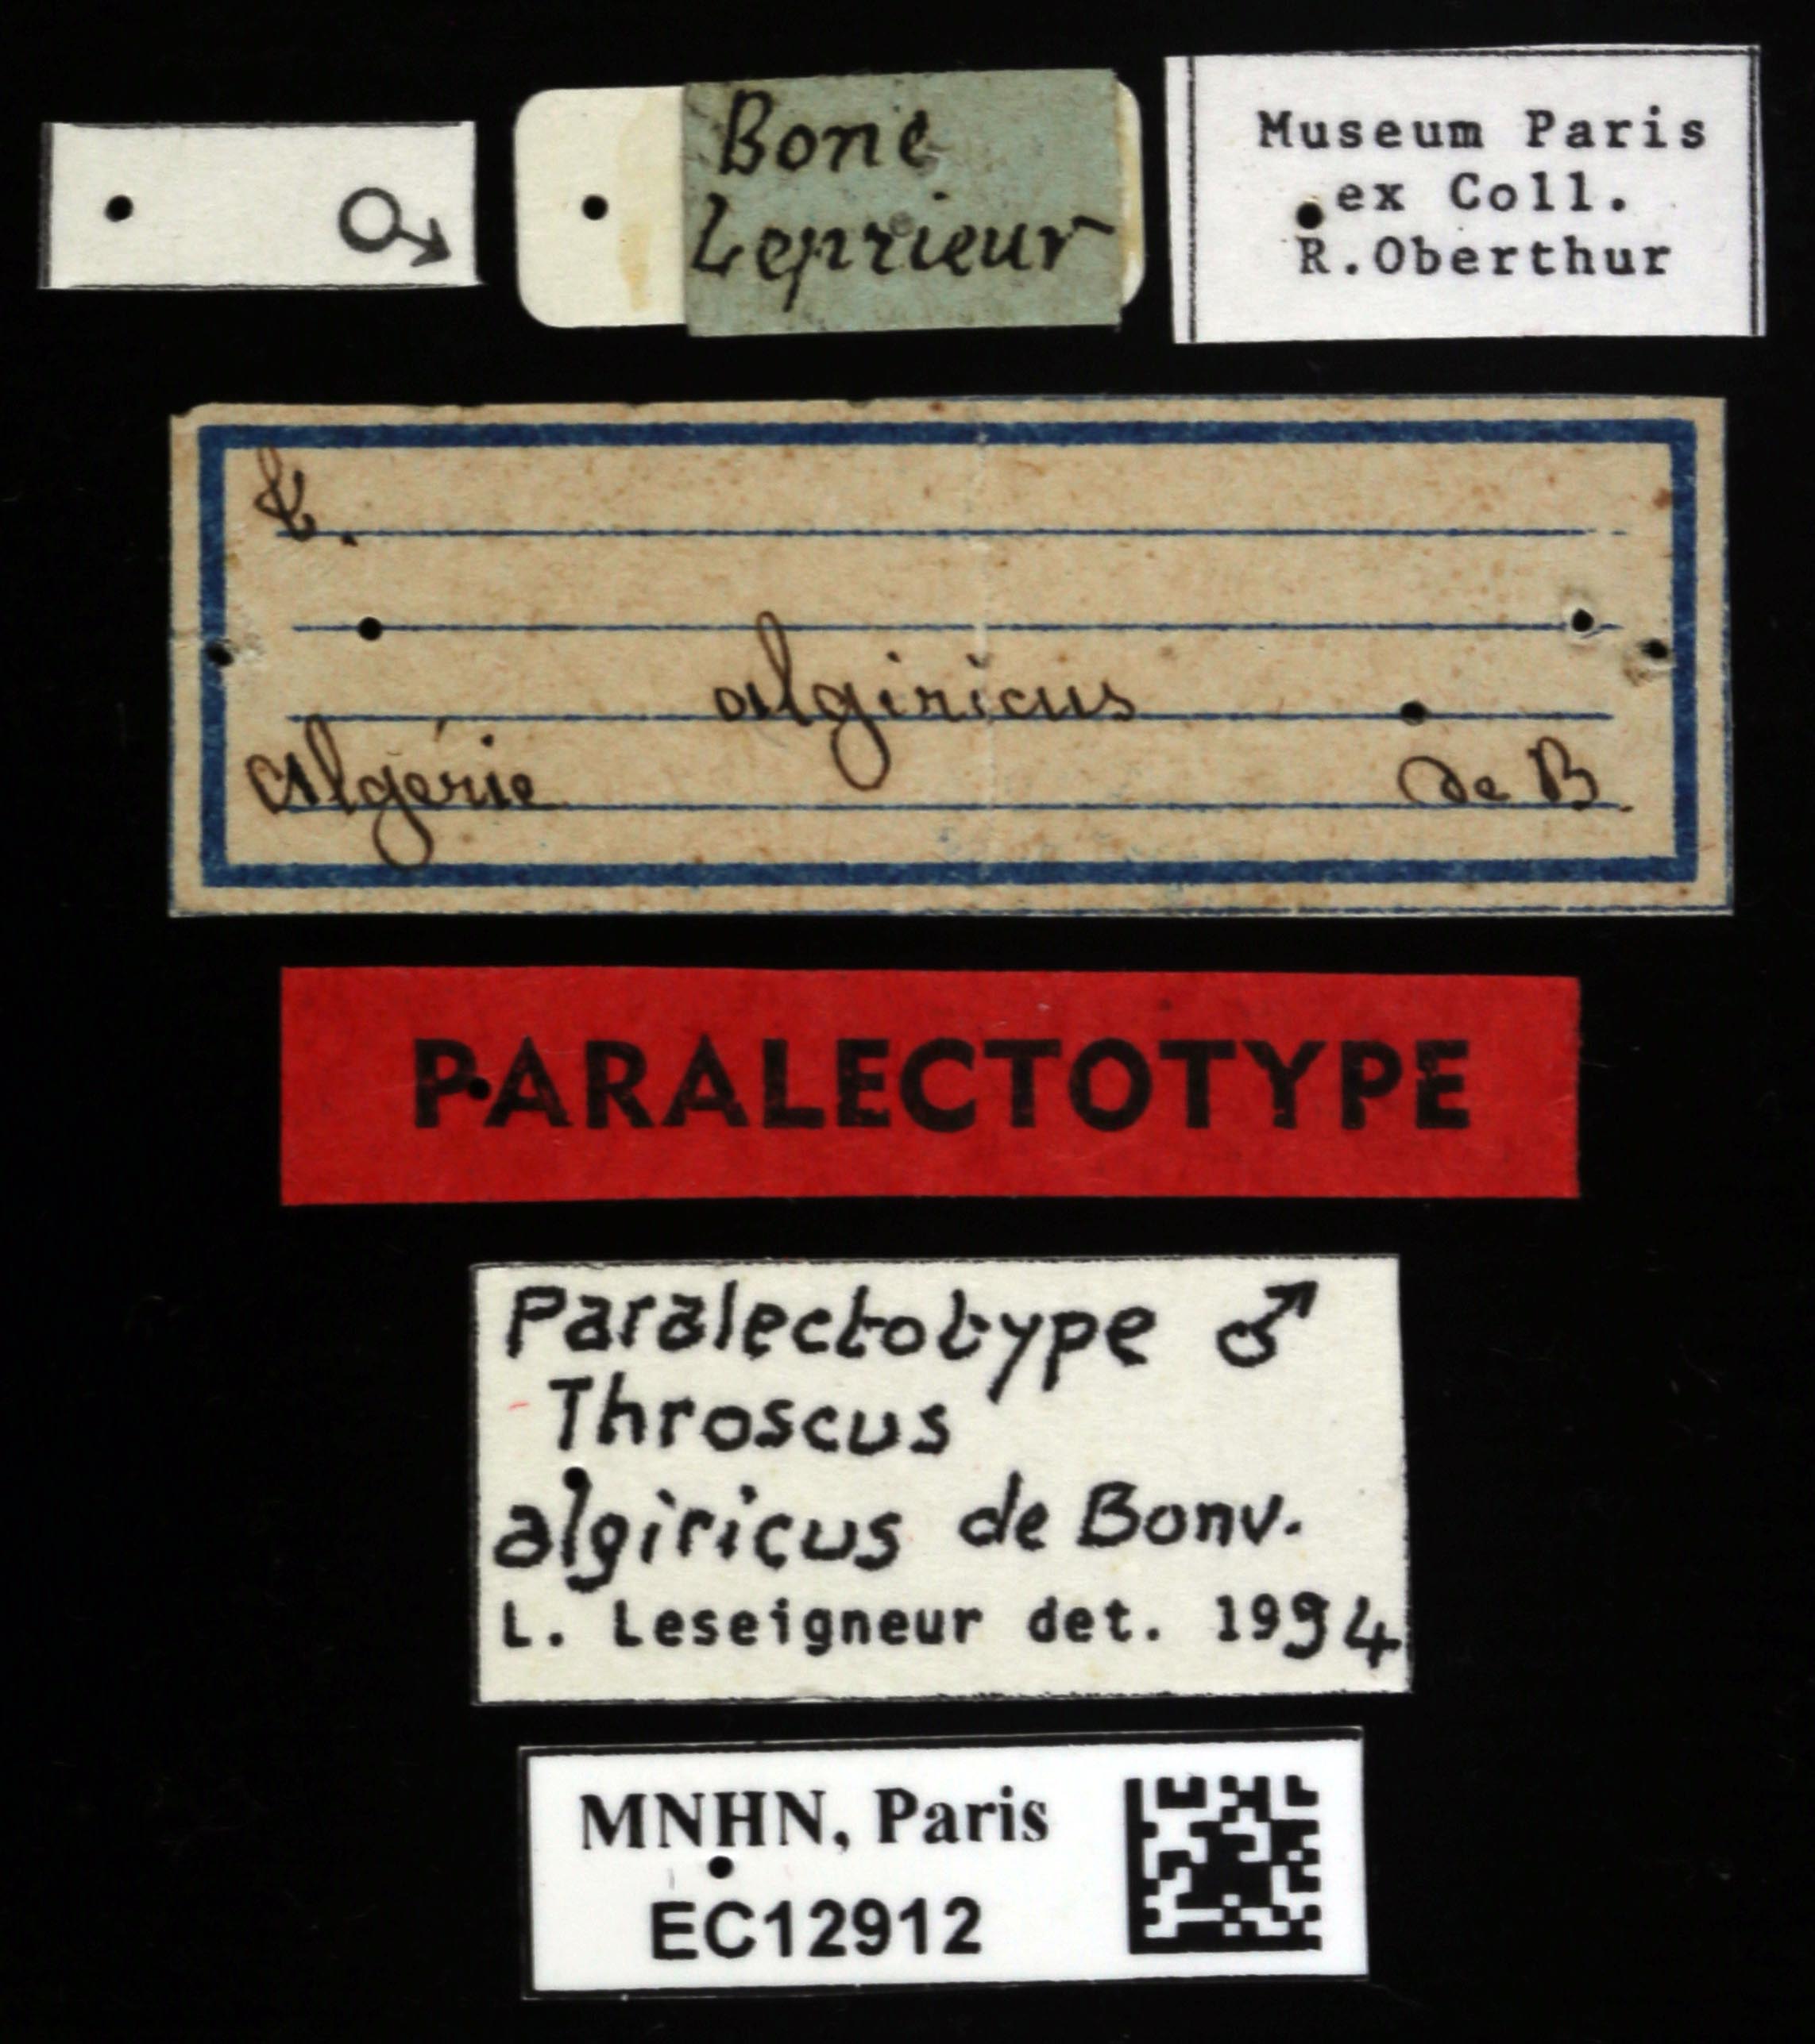 ♂
Bone
Leprieur
Museum Paris
ex Coll.
R.Oberthur
t.
algiricus
Algérie
de B.
PARALECTOTYPE
Paralectotype ♂
Throscus
algiricus de Bonv.
L. Leseigneur det. 1994
MNHN, Paris
EC12912